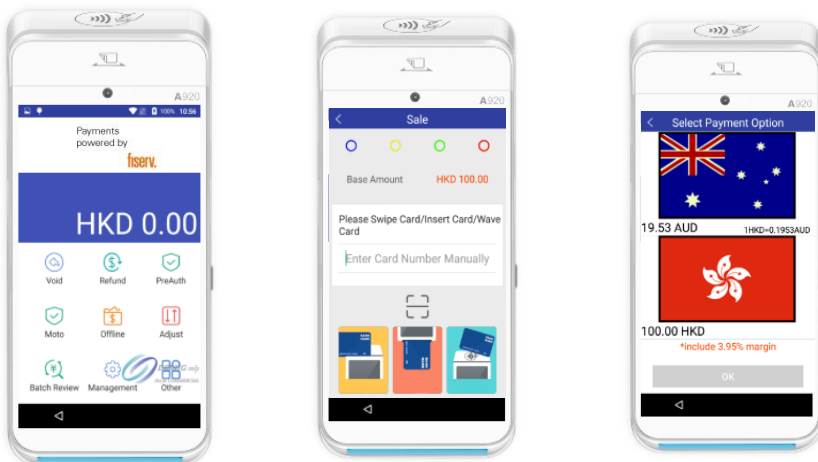 A920
100% 10:56
Payments
powered by
fiserv.
HKD 0.00
Void
Refund
PreAuth
Moto
Offline
Adjust
Batch Review
Management
Other
A920
Sale
Base Amount
HKD 100.00
Please Swipe Card/Insert Card/Wave
Card
Enter Card Number Manually
A920
Select Payment Option
19.53 AUD
1HKD=0.1953AUD
100.00 HKD
*include 3.95% margin
OK